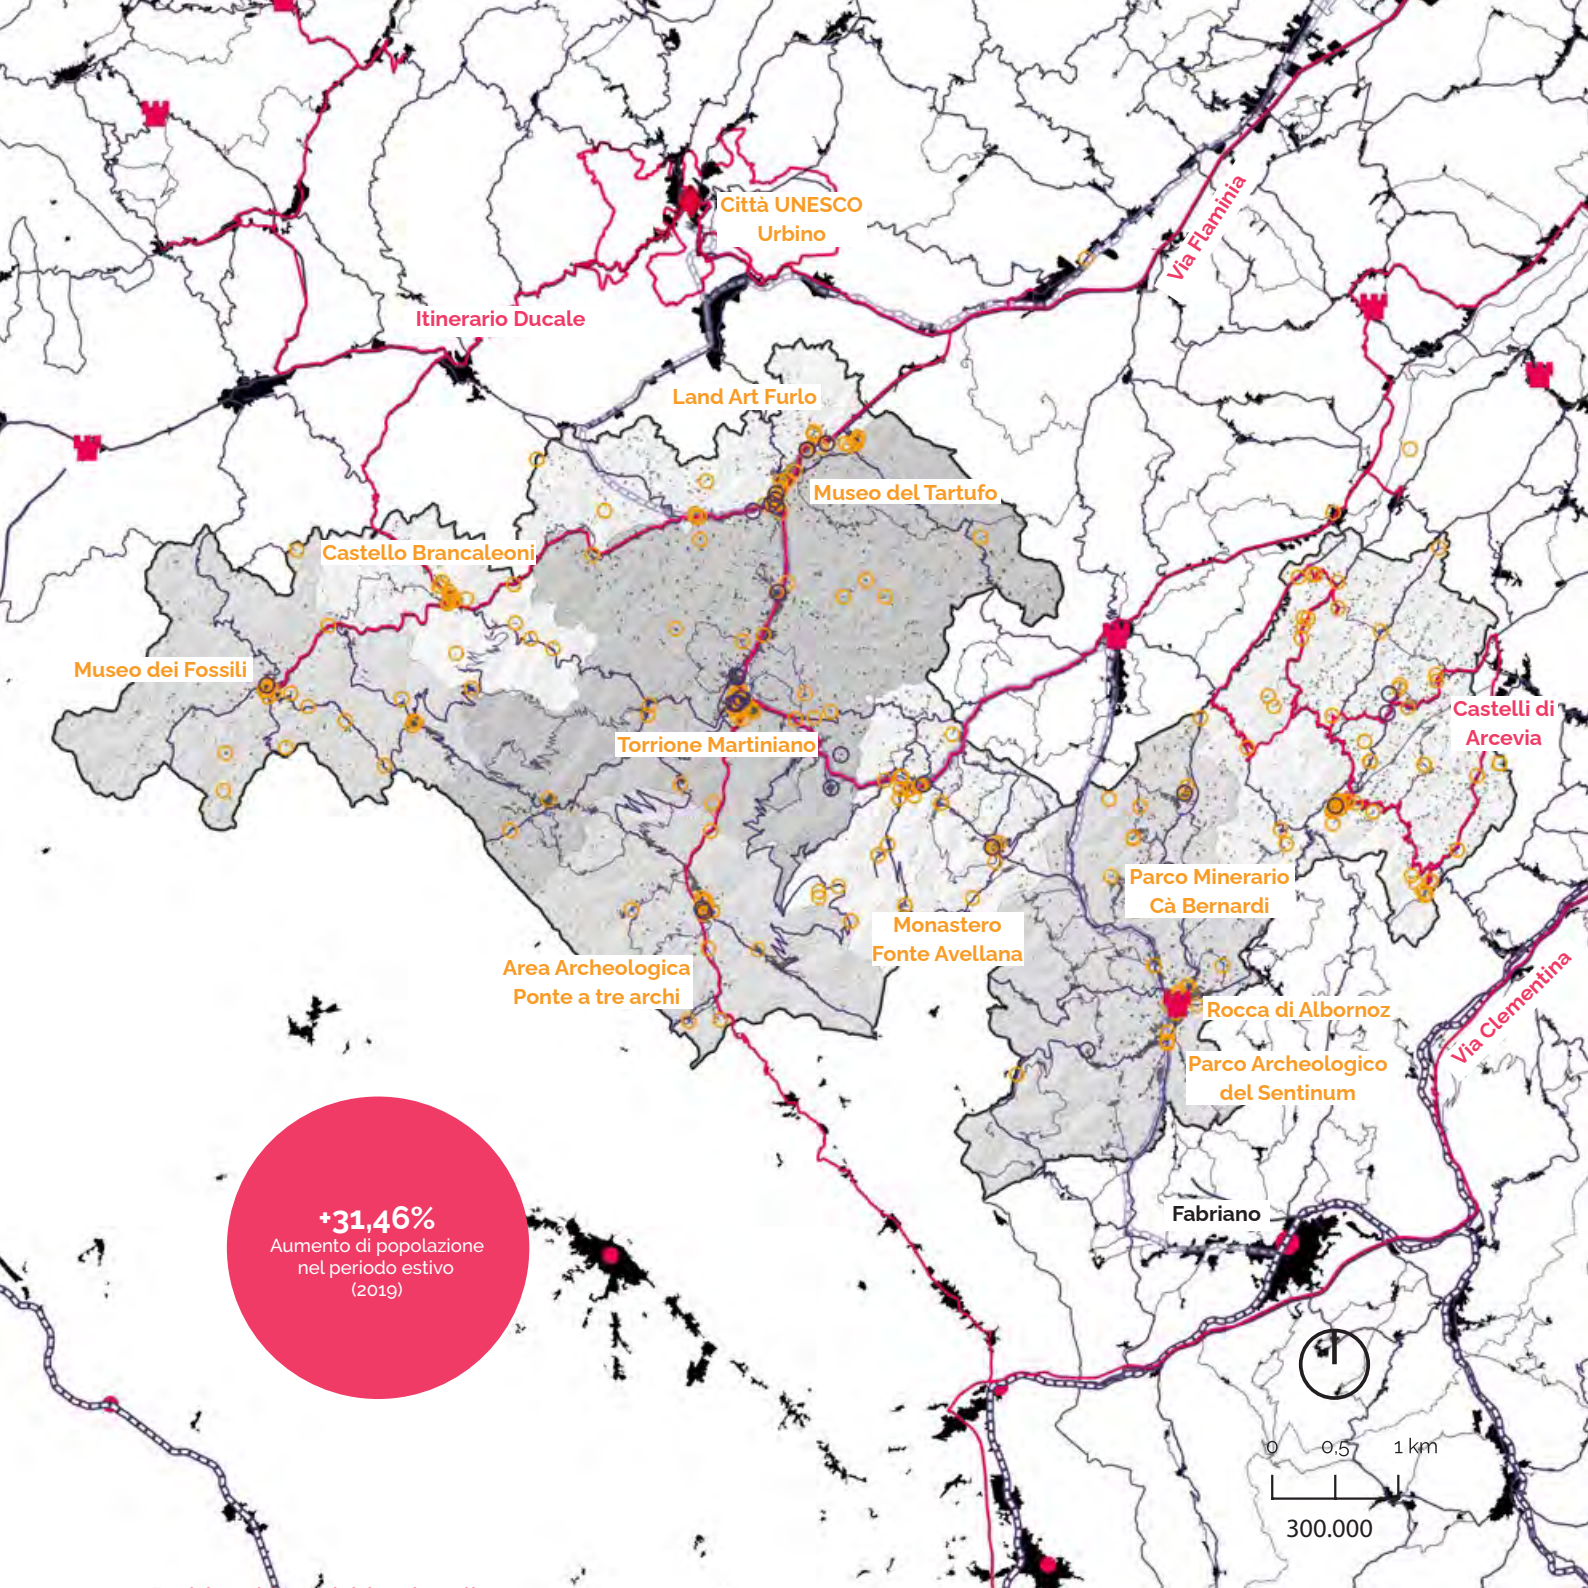 Città UNESCO
Urbino
Via Flaminia
Itinerario Ducale
Land Art Furlo
Museo del Tartufo
Castello Brancaleoni
Museo dei Fossili
Castelli di
Arcevia
Torrione Martiniano
Parco Minerario
Cà Bernardi
Monastero
Fonte Avellana
Area Archeologica
Ponte a tre archi
Rocca di Albornoz
Via Clementina
Parco Archeologico
del Sentinum
+31,46%
Aumento di popolazione
nel periodo estivo
(2019)
Fabriano
0 0,5 1 km
300.000